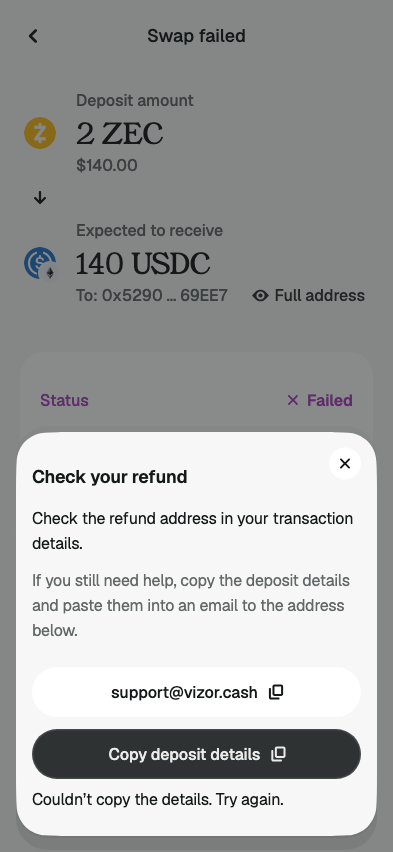 Swap failed
Deposit amount
2 ZEC
$140.00
Expected to receive
140 USDC
To: 0x5290 ... 69EE7 Full address
Status Failed
Check your refund
Check the refund address in your transaction
details.
If you still need help, copy the deposit details
and paste them into an email to the address
below.
support@vizor.cash
Copy deposit details
Couldn’t copy the details. Try again.